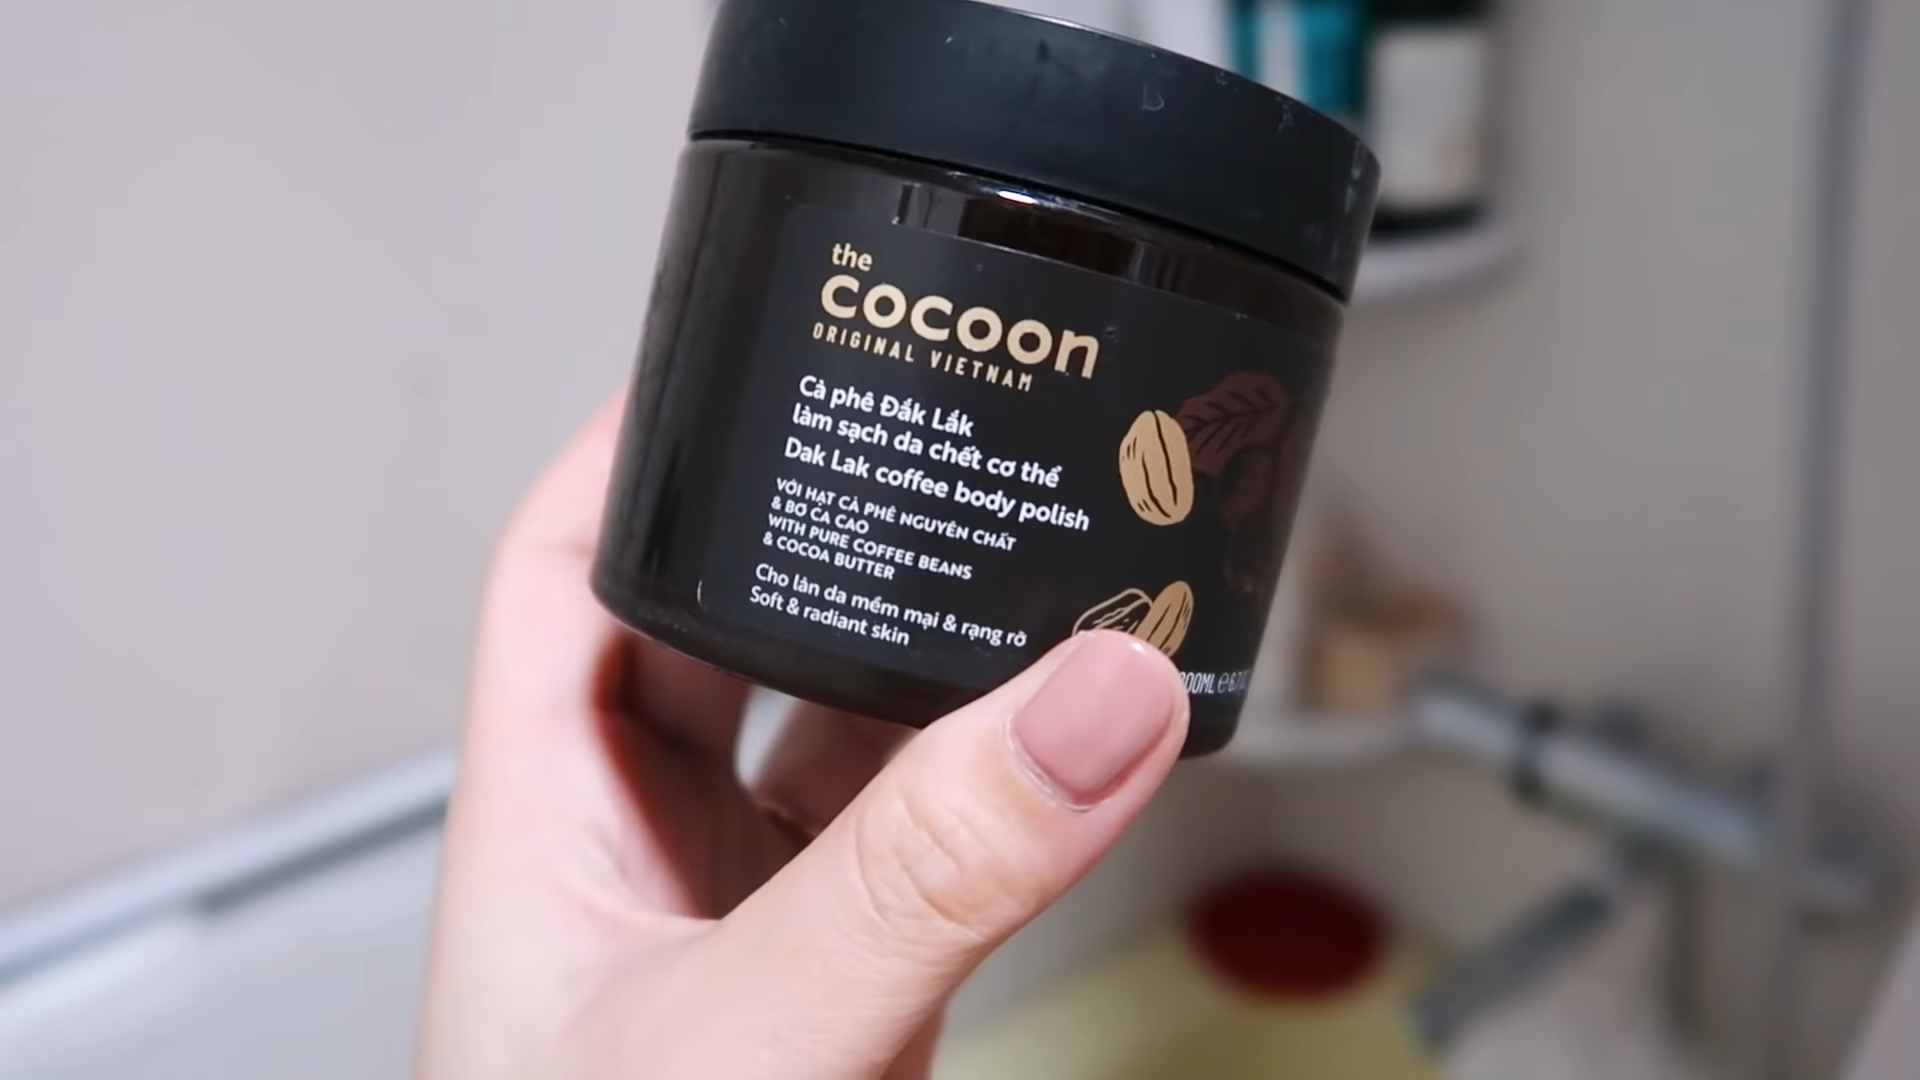 the
cocoon
ORIGINAL VIETNAM
Cà phê Đắk Lắk
làm sạch da chết cơ thể
Dak Lak coffee body polish
VỚI HẠT CÀ PHÊ NGUYÊN CHẤT
& BƠ CA CAO
WITH PURE COFFEE BEANS
& COCOA BUTTER
Cho làn da mềm mại & rạng rỡ
Soft & radiant skin